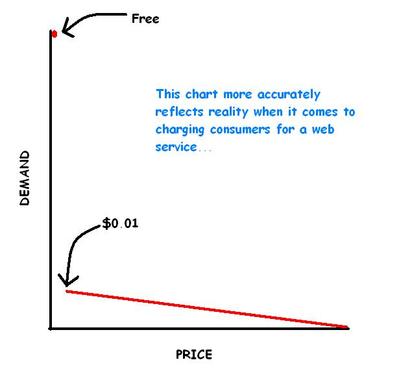 Free
This chart more accurately
reflects reality when it comes to
charging consumers for a web
service...
DEMAND
$0.01
PRICE